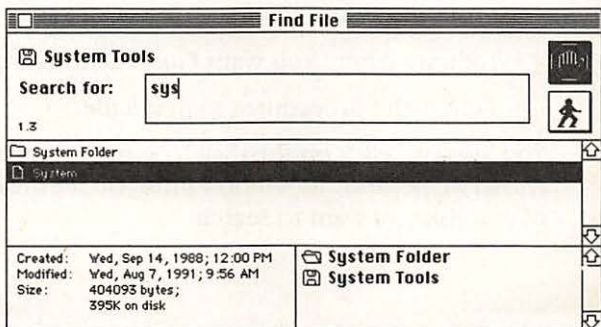 Find File
System Tools
Search for: sys
1.3
System Folder
System
Created: Wed, Sep 14, 1988; 12:00 PM
Modified: Wed, Aug 7, 1991; 9:56 AM
Size: 404093 bytes;
395K on disk
System Folder
System Tools